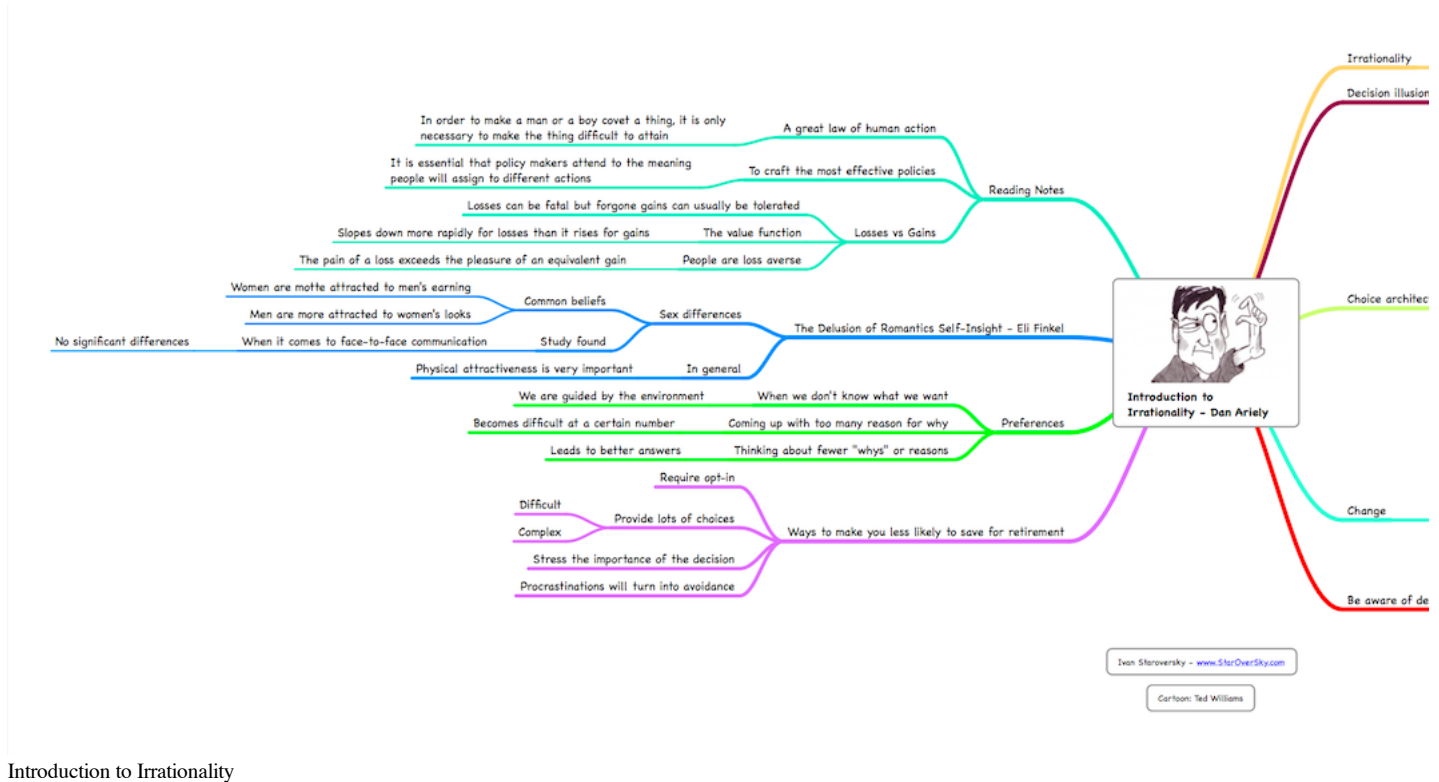 Irrationality
Decision illusion
In order to make a man or a boy covet a thing, it is only
necessary to make the thing difficult to attain
A great law of human action
It is essential that policy makers attend to the meaning
people will assign to different actions
To craft the most effective policies
Reading Notes
Losses can be fatal but forgone gains can usually be tolerated
Slopes down more rapidly for losses than it rises for gains
The value function
Losses vs Gains
The pain of a loss exceeds the pleasure of an equivalent gain
People are loss averse
Women are motte attracted to men's earning
Common beliefs
Men are more attracted to women's looks
Sex differences
The Delusion of Romantics Self-Insight - Eli Finkel
No significant differences
When it comes to face-to-face communication
Study found
Physical attractiveness is very important
In general
Choice architec
Introduction to
Irrationality - Dan Ariely
We are guided by the environment
When we don't know what we want
Becomes difficult at a certain number
Coming up with too many reason for why
Preferences
Leads to better answers
Thinking about fewer "whys" or reasons
Require opt-in
Difficult
Provide lots of choices
Complex
Ways to make you less likely to save for retirement
Stress the importance of the decision
Procrastinations will turn into avoidance
Change
Be aware of de
Ivan Staroversky - www.StarOverSky.com
Cartoon: Ted Williams
Introduction to Irrationality